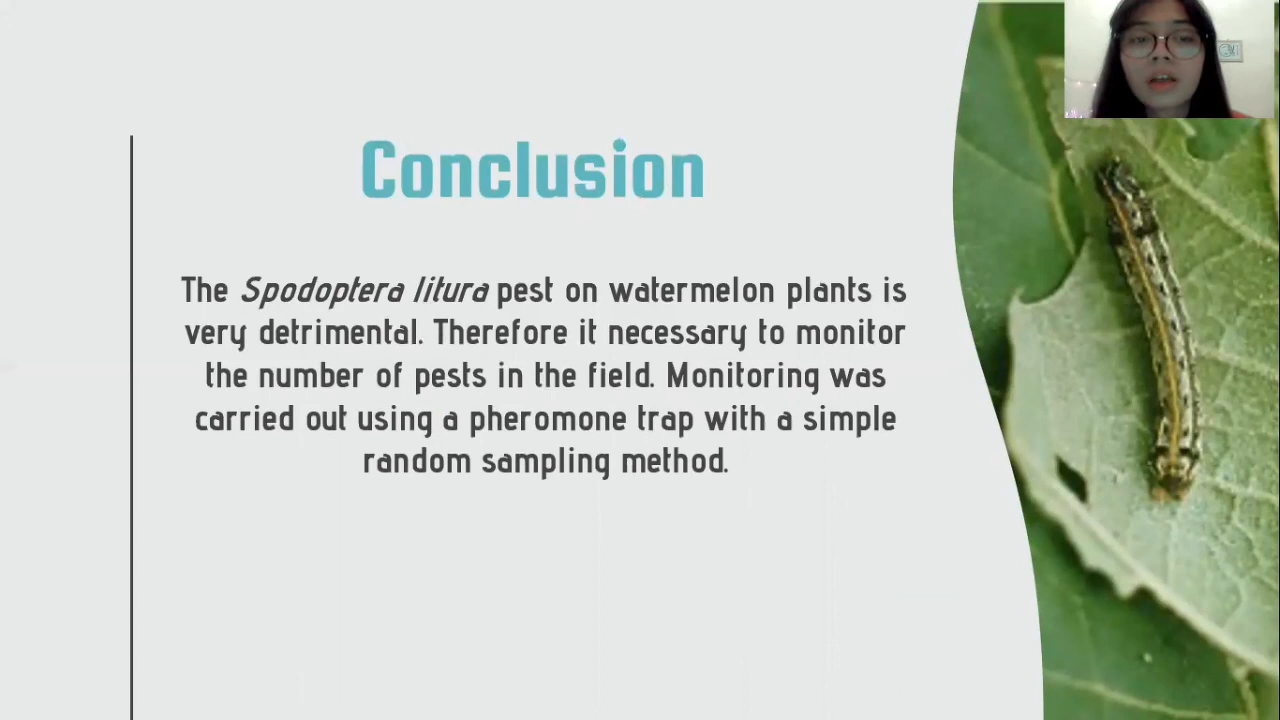 Conclusion
The Spodoptera litura pest on watermelon plants is
very detrimental. Therefore it necessary to monitor
the number of pests in the field. Monitoring was
carried out using a pheromone trap with a simple
random sampling method.